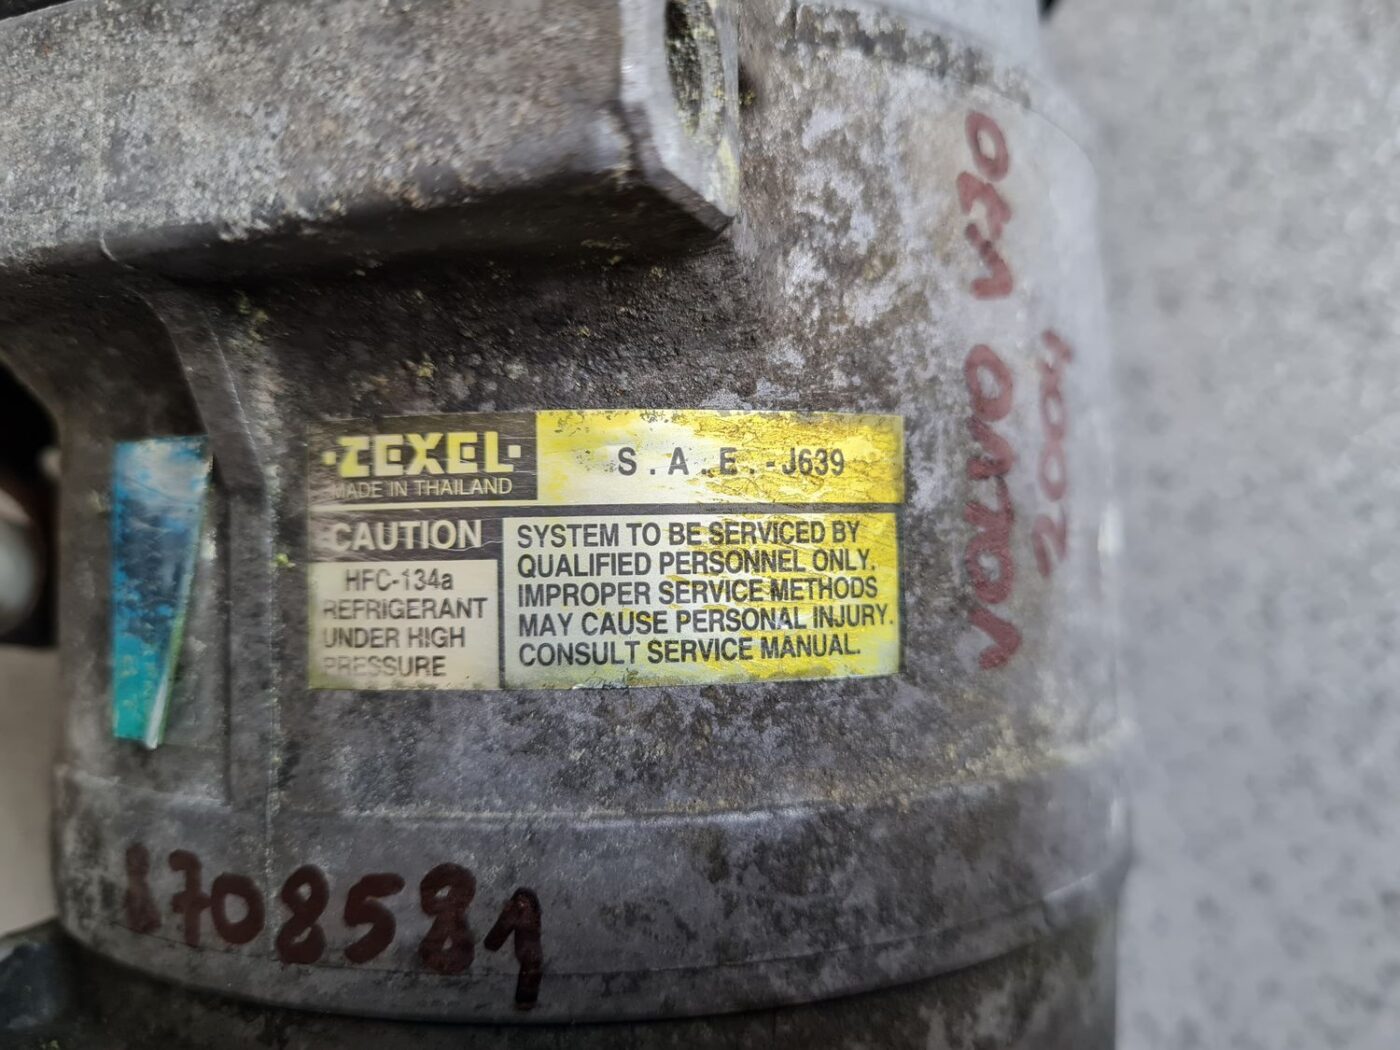 ZEXEL
MADE IN THAILAND
S.A.E.-J639
CAUTION
HFC-134a
REFRIGERANT
UNDER HIGH
PRESSURE
SYSTEM TO BE SERVICED BY
QUALIFIED PERSONNEL ONLY.
IMPROPER SERVICE METHODS
MAY CAUSE PERSONAL INJURY.
CONSULT SERVICE MANUAL.
VOLVO V70
2004
8708581